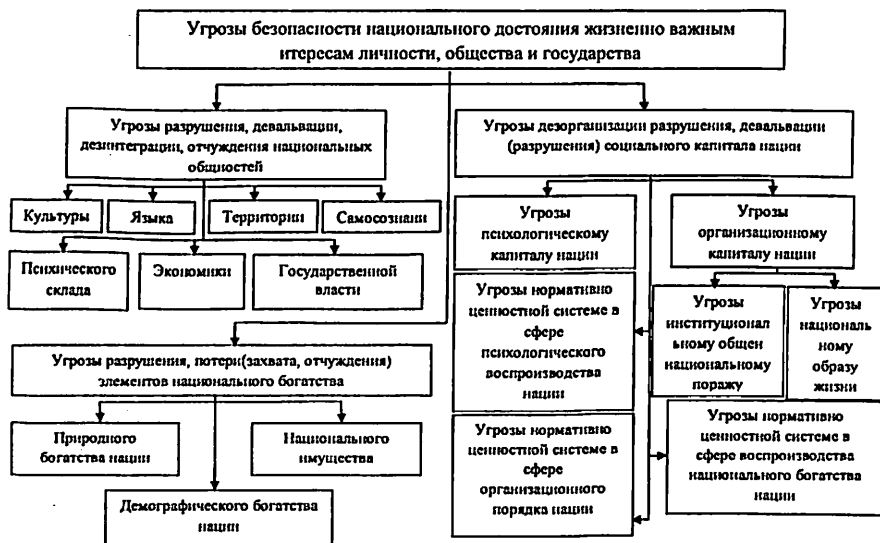 Угрозы безопасности национального достояния жизненно важным
итересам личности, общества и государства
Угрозы разрушения, девальвации,
дезинтеграции, отчуждения национальных
общностей
Культуры
Языка
Территории
Самосознани
Психического
склада
Экономики
Государственной
власти
Угрозы разрушения, потери(захвата, отчуждения)
элементов национального богатства
Природного
богатства нации
Национального
имущества
Демографического богатства
нации
Угрозы дезорганизации разрушения, девальвации
(разрушения) социального капитала нации
Угрозы
психологическому
капиталу нации
Угрозы
организационному
капиталу нации
Угрозы нормативно
ценностной системе в
сфере
психологического
воспроизводства
нации
Угрозы
институционал
ьному общен
национальному
поражу
Угрозы
националь
ному
образу
жизни
Угрозы нормативно
ценностной системе в
сфере
организационного
порядка нации
Угрозы нормативно
ценностной системе в
сфере воспроизводства
национального богатства
нации